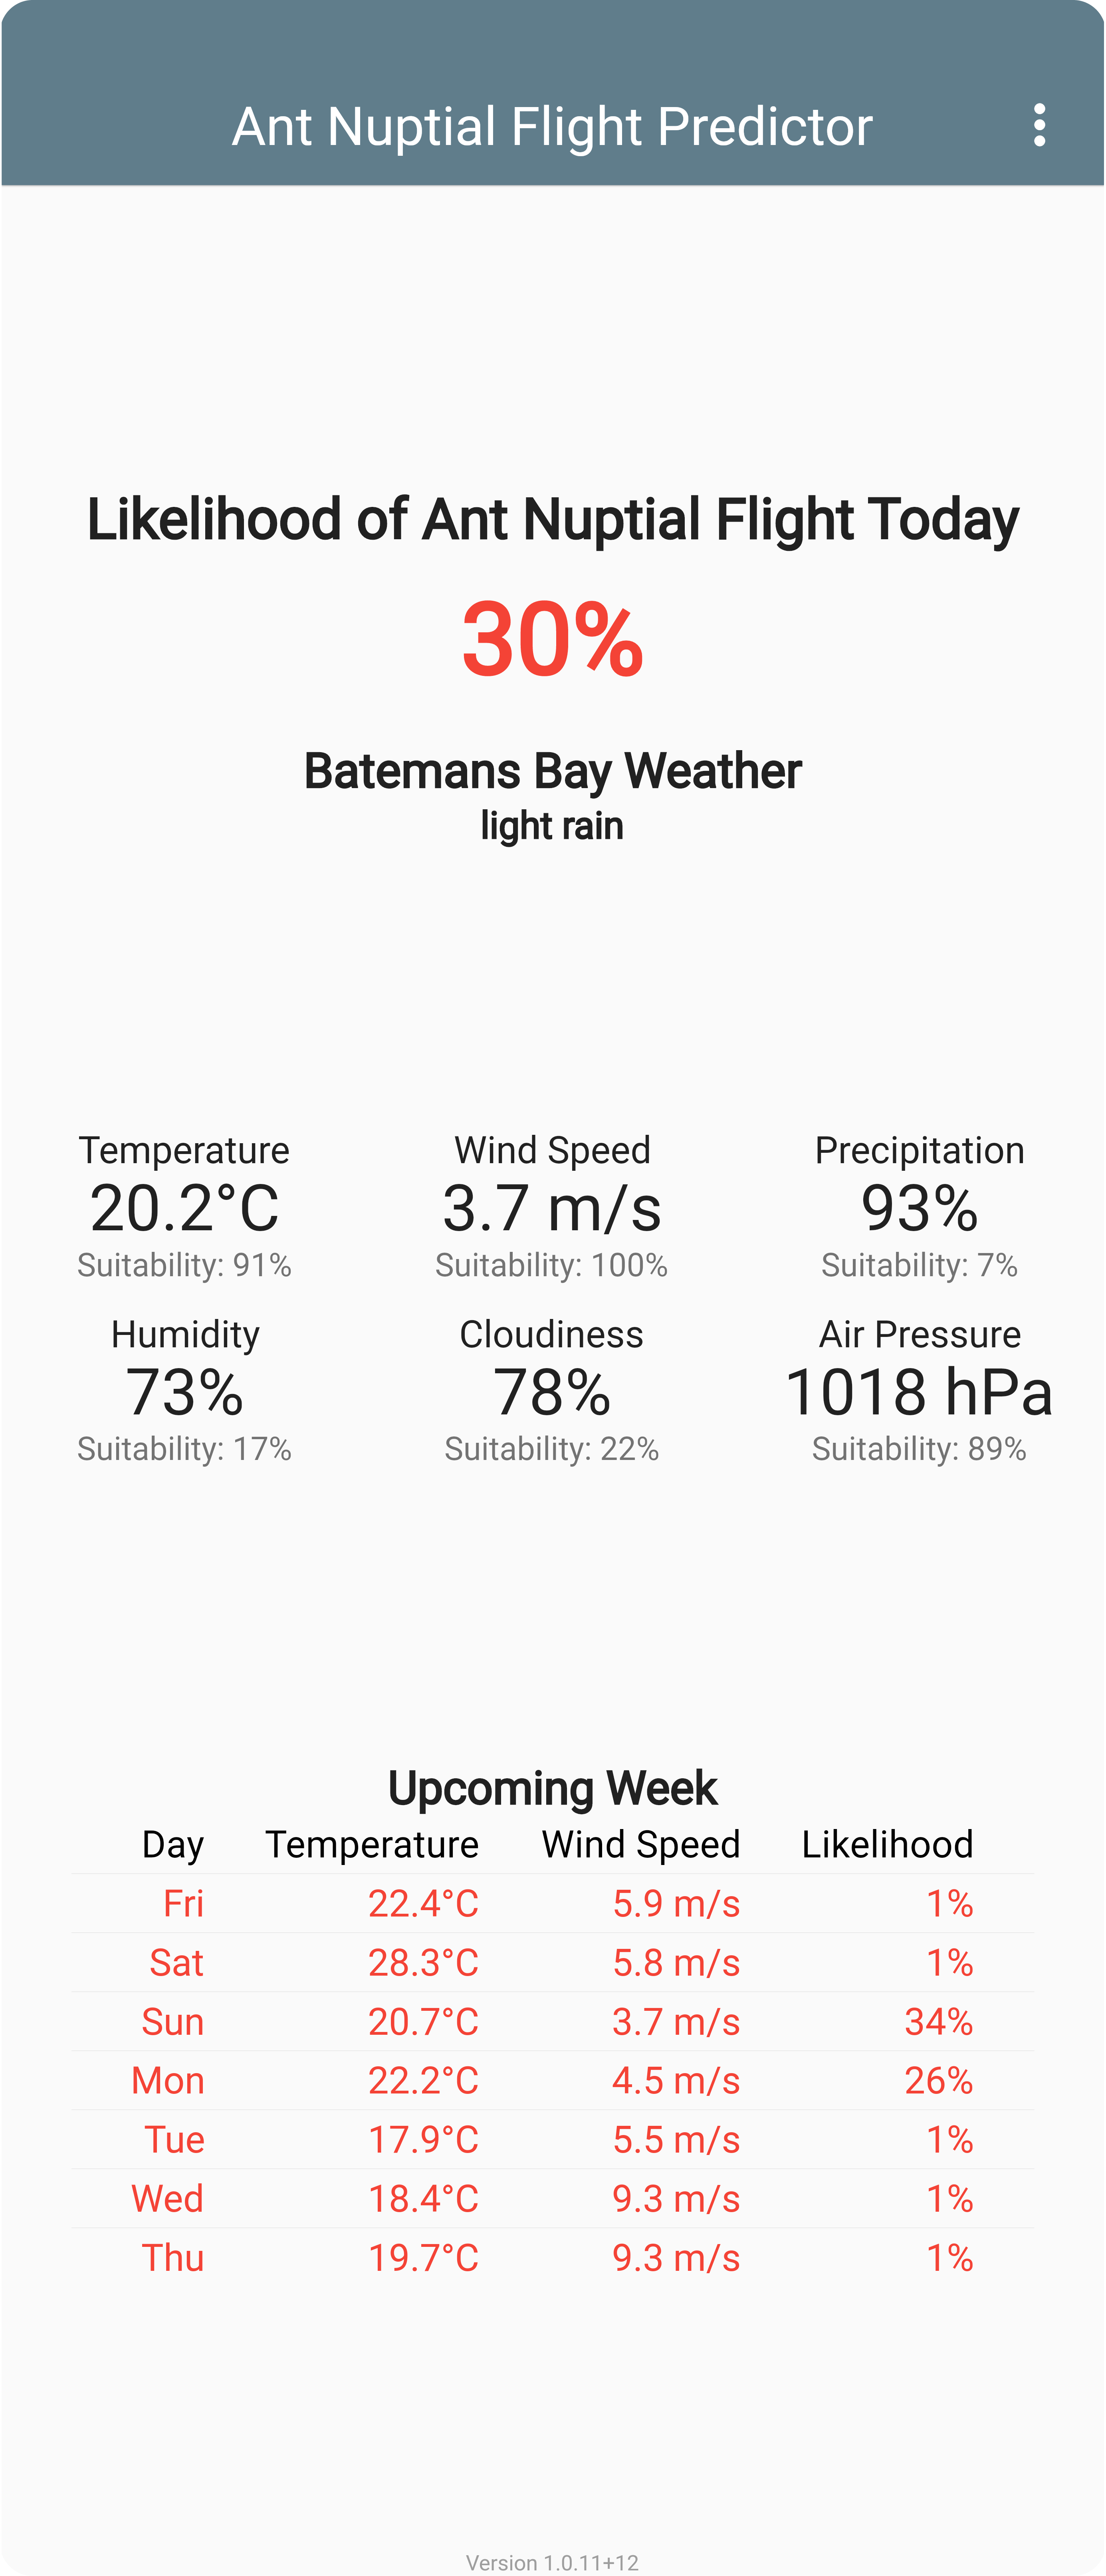 Ant Nuptial Flight Predictor
Likelihood of Ant Nuptial Flight Today
30%
Batemans Bay Weather
light rain
Temperature Wind Speed Precipitation
20.2°C 3.7 m/s 93%
Suitability: 91% Suitability: 100% Suitability: 7%
Humidity Cloudiness Air Pressure
73% 78% 1018 hPa
Suitability: 17% Suitability: 22% Suitability: 89%
Upcoming Week
Day Temperature Wind Speed Likelihood
Fri 22.4°C 5.9 m/s 1%
Sat 28.3°C 5.8 m/s 1%
Sun 20.7°C 3.7 m/s 34%
Mon 22.2°C 4.5 m/s 26%
Tue 17.9°C 5.5 m/s 1%
Wed 18.4°C 9.3 m/s 1%
Thu 19.7°C 9.3 m/s 1%
Version 1.0.11+12